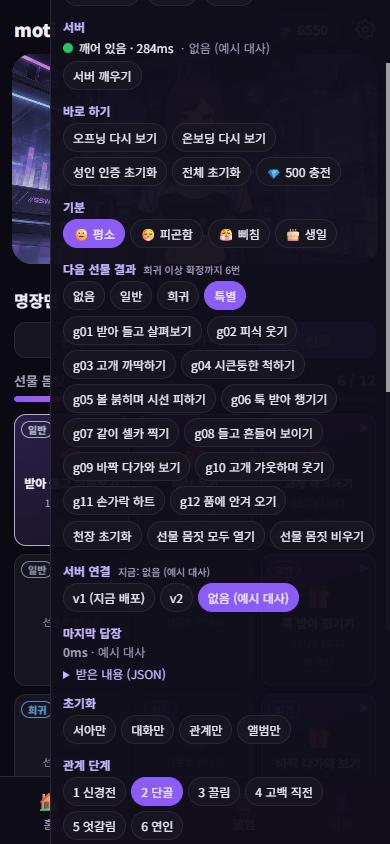 mot
서버
깨어 있음 · 284ms · 없음 (예시 대사)
서버 깨우기
바로 하기
오프닝 다시 보기 온보딩 다시 보기
성인 인증 초기화 전체 초기화 💎 500 충전
기분
😀 평소 😴 피곤함 😤 삐침 🎂 생일
다음 선물 결과 희귀 이상 확정까지 6번
없음 일반 희귀 특별
g01 받아 들고 살펴보기 g02 피식 웃기
g03 고개 까딱하기 g04 시큰둥한 척하기
선물 몸 6 / 12
g05 볼 붉히며 시선 피하기 g06 툭 받아 챙기기
g07 같이 셀카 찍기 g08 들고 흔들어 보이기
일반
g09 바짝 다가와 보기 g10 고개 갸웃하며 웃기
받아
g11 손가락 하트 g12 품에 안겨 오기
천장 초기화 선물 몸짓 모두 열기 선물 몸짓 비우기
서버 연결 지금: 없음 (예시 대사)
일반
v1 (지금 배포) v2 없음 (예시 대사)
마지막 답장
0ms · 예시 대사
▶ 받은 내용 (JSON)
초기화
희귀
서아만 대화만 관계만 앨범만
관계 단계
1 신경전 2 단골 3 끌림 4 고백 직전
5 엇갈림 6 연인